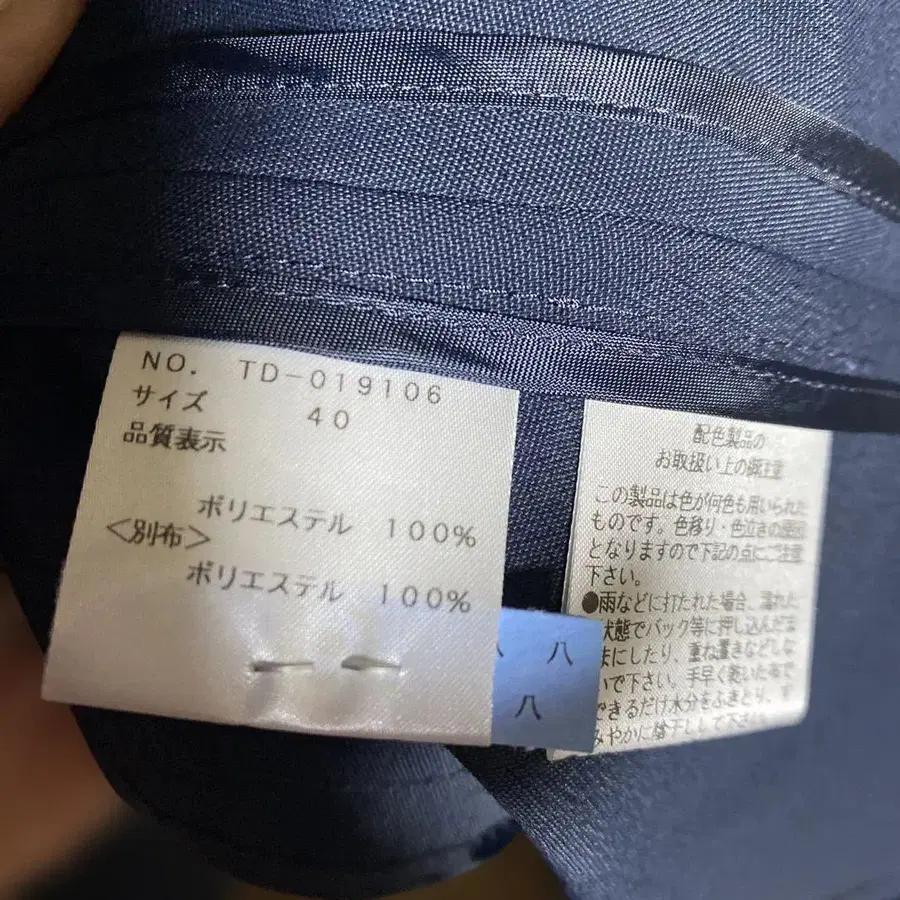 NO. TD-019106
サイズ 40
品質表示
ポリエステル 100%
<別布>
ポリエステル 100%
八
八
配色製品の
お取扱い上の御注意
この製品は色が何色も用いられた
ものです。色移り・色泣きの原因
となりますので下記の点にご注意
下さい。
●雨などに打たれた場合、濡れた
状態でバック等に押し込んだま
まにしたり、重ね置きなどしな
いで下さい。手早く乾いた布で
できるだけ水分をふきとり、す
みやかに陰干しして下さい